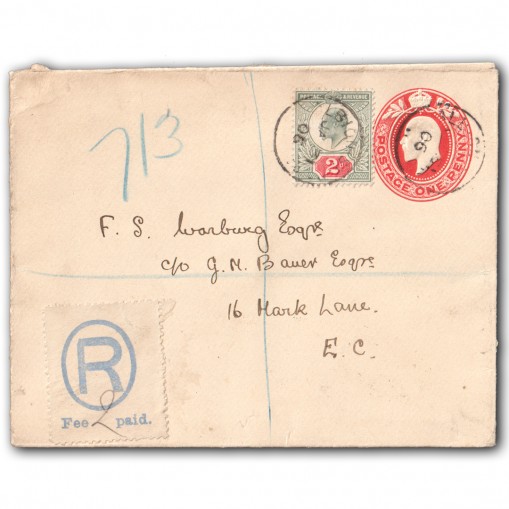 713
2D
POSTAGE ONE PENNY
F. S. Warburg Esqre
c/o G. N. Bauer Esqre
16 Mark Lane.
E. C.
R
Fee 2 paid.